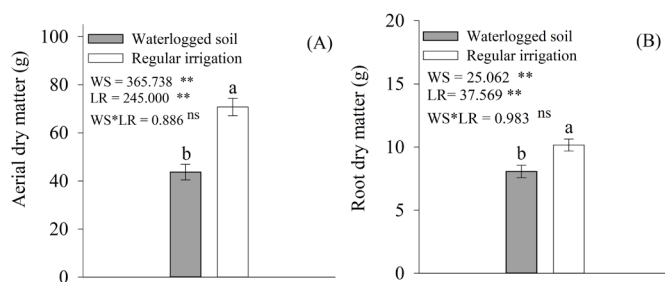 100
80
60
40
20
0
Aerial dry matter (g)
Waterlogged soil
Regular irrigation
(A)
WS = 365.738 **
LR = 245.000 **
WS*LR = 0.886 ns
b
a
20
15
10
5
0
Root dry matter (g)
Waterlogged soil
Regular irrigation
(B)
WS = 25.062 **
LR= 37.569 **
WS*LR = 0.983 ns
b
a